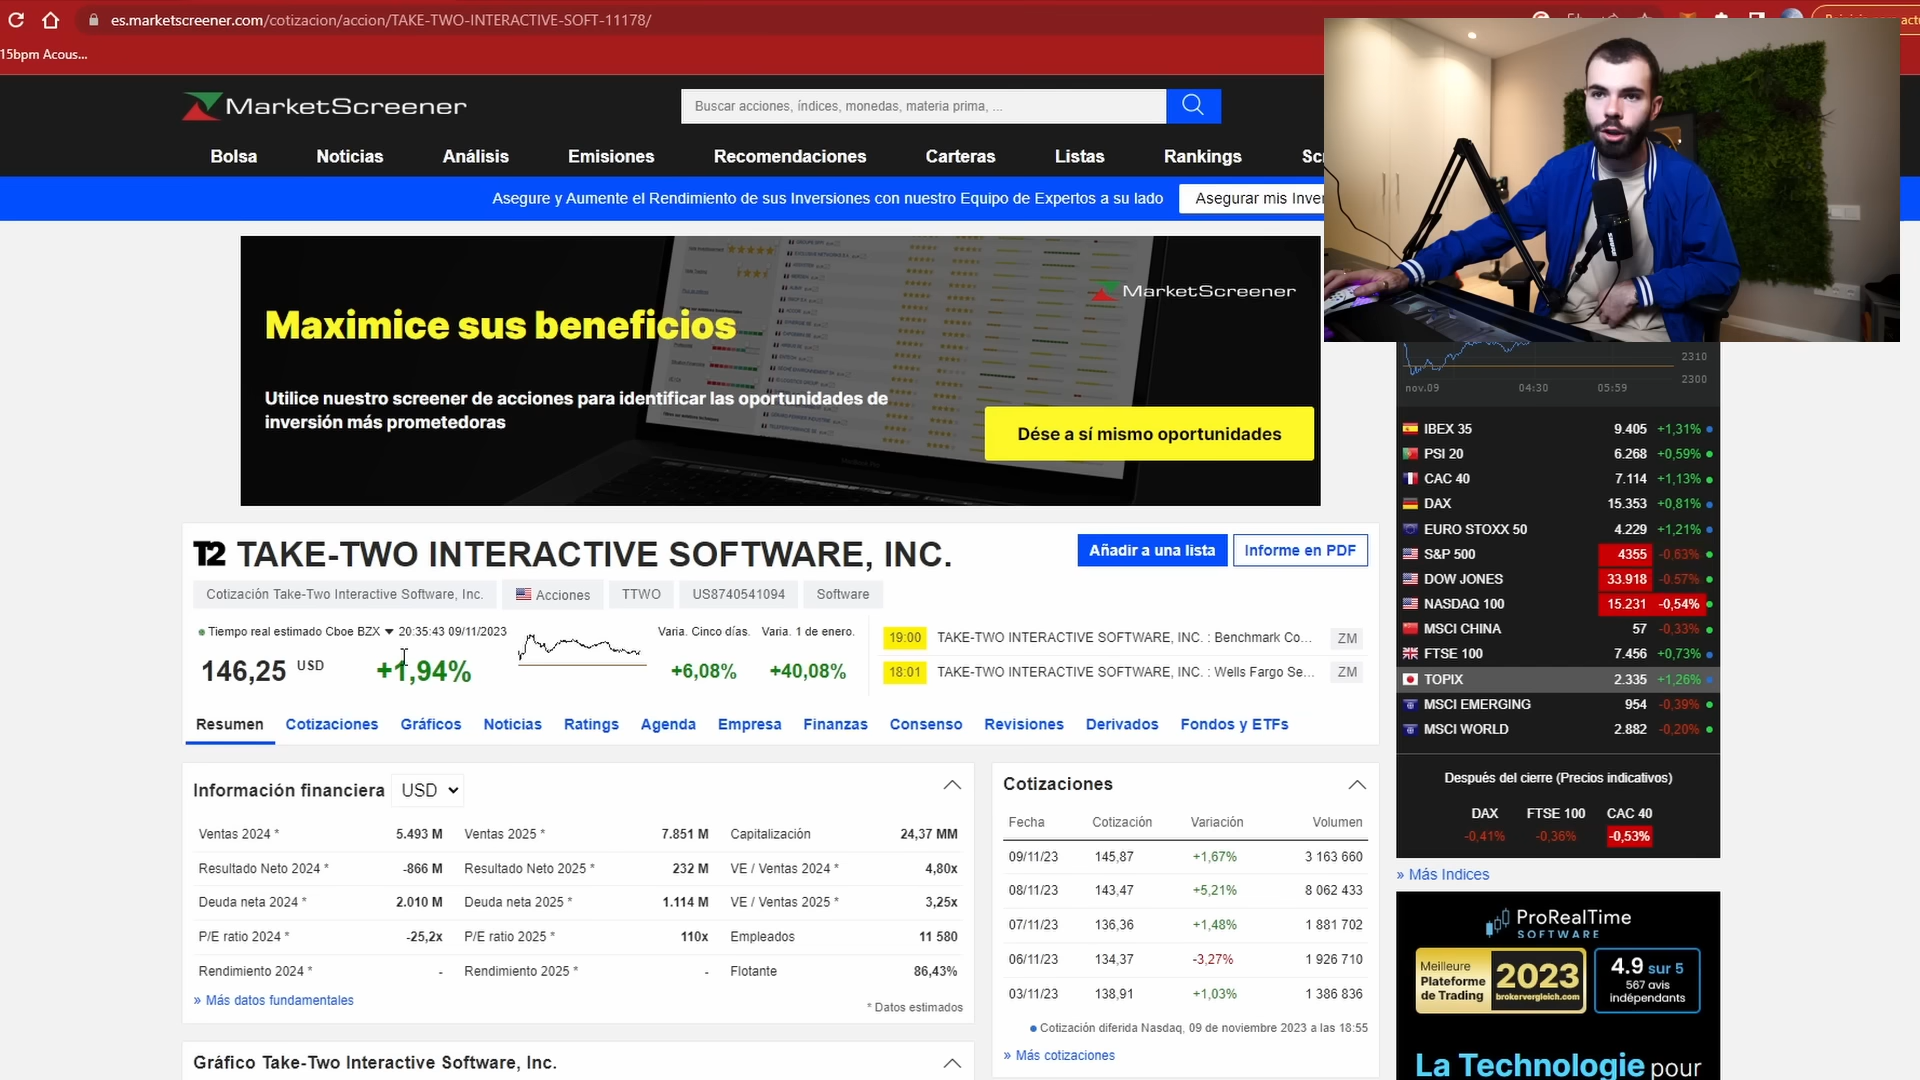 es.marketscreener.com/cotizacion/accion/TAKE-TWO-INTERACTIVE-SOFT-11178/
15bpm Acous...
MarketScreener
Buscar acciones, índices, monedas, materia prima, ...
Bolsa Noticias Análisis Emisiones Recomendaciones Carteras Listas Rankings Sc
Asegure y Aumente el Rendimiento de sus Inversiones con nuestro Equipo de Expertos a su lado
Asegurar mis Inver
Maximice sus beneficios
MarketScreener
Utilice nuestro screener de acciones para identificar las oportunidades de
inversión más prometedoras
Dése a sí mismo oportunidades
T2 TAKE-TWO INTERACTIVE SOFTWARE, INC.
Añadir a una lista
Informe en PDF
Cotización Take-Two Interactive Software, Inc. Acciones TTWO US8740541094 Software
Tiempo real estimado Cboe BZX 20:35:43 09/11/2023
Varia. Cinco días. Varia. 1 de enero.
146,25 USD +1,94% +6,08% +40,08%
19:00 TAKE-TWO INTERACTIVE SOFTWARE, INC. : Benchmark Co... ZM
18:01 TAKE-TWO INTERACTIVE SOFTWARE, INC. : Wells Fargo Se... ZM
Resumen Cotizaciones Gráficos Noticias Ratings Agenda Empresa Finanzas Consenso Revisiones Derivados Fondos y ETFs
Información financiera USD
Ventas 2024 * 5.493 M Ventas 2025 * 7.851 M Capitalización 24,37 MM
Resultado Neto 2024 * -866 M Resultado Neto 2025 * 232 M VE / Ventas 2024 * 4,80x
Deuda neta 2024 * 2.010 M Deuda neta 2025 * 1.114 M VE / Ventas 2025 * 3,25x
P/E ratio 2024 * -25,2x P/E ratio 2025 * 110x Empleados 11 580
Rendimiento 2024 * - Rendimiento 2025 * - Flotante 86,43%
» Más datos fundamentales
* Datos estimados
Gráfico Take-Two Interactive Software, Inc.
Cotizaciones
Fecha Cotización Variación Volumen
09/11/23 145,87 +1,67% 3 163 660
08/11/23 143,47 +5,21% 8 062 433
07/11/23 136,36 +1,48% 1 881 702
06/11/23 134,37 -3,27% 1 926 710
03/11/23 138,91 +1,03% 1 386 836
Cotización diferida Nasdaq, 09 de noviembre 2023 a las 18:55
» Más cotizaciones
2310
2300
nov.09 04:30 05:59
IBEX 35 9.405 +1,31%
PSI 20 6.268 +0,59%
CAC 40 7.114 +1,13%
DAX 15.353 +0,81%
EURO STOXX 50 4.229 +1,21%
S&P 500 4355 -0.63%
DOW JONES 33.918 -0.57%
NASDAQ 100 15.231 -0,54%
MSCI CHINA 57 -0,33%
FTSE 100 7.456 +0,73%
TOPIX 2.335 +1,26%
MSCI EMERGING 954 -0,39%
MSCI WORLD 2.882 -0,20%
Después del cierre (Precios indicativos)
DAX FTSE 100 CAC 40
-0,41% -0,36% -0,53%
» Más Indices
ProRealTime
SOFTWARE
Meilleure
Plateforme
de Trading
2023
brokervergleich.com
4.9 sur 5
567 avis
indépendants
La Technologie pour